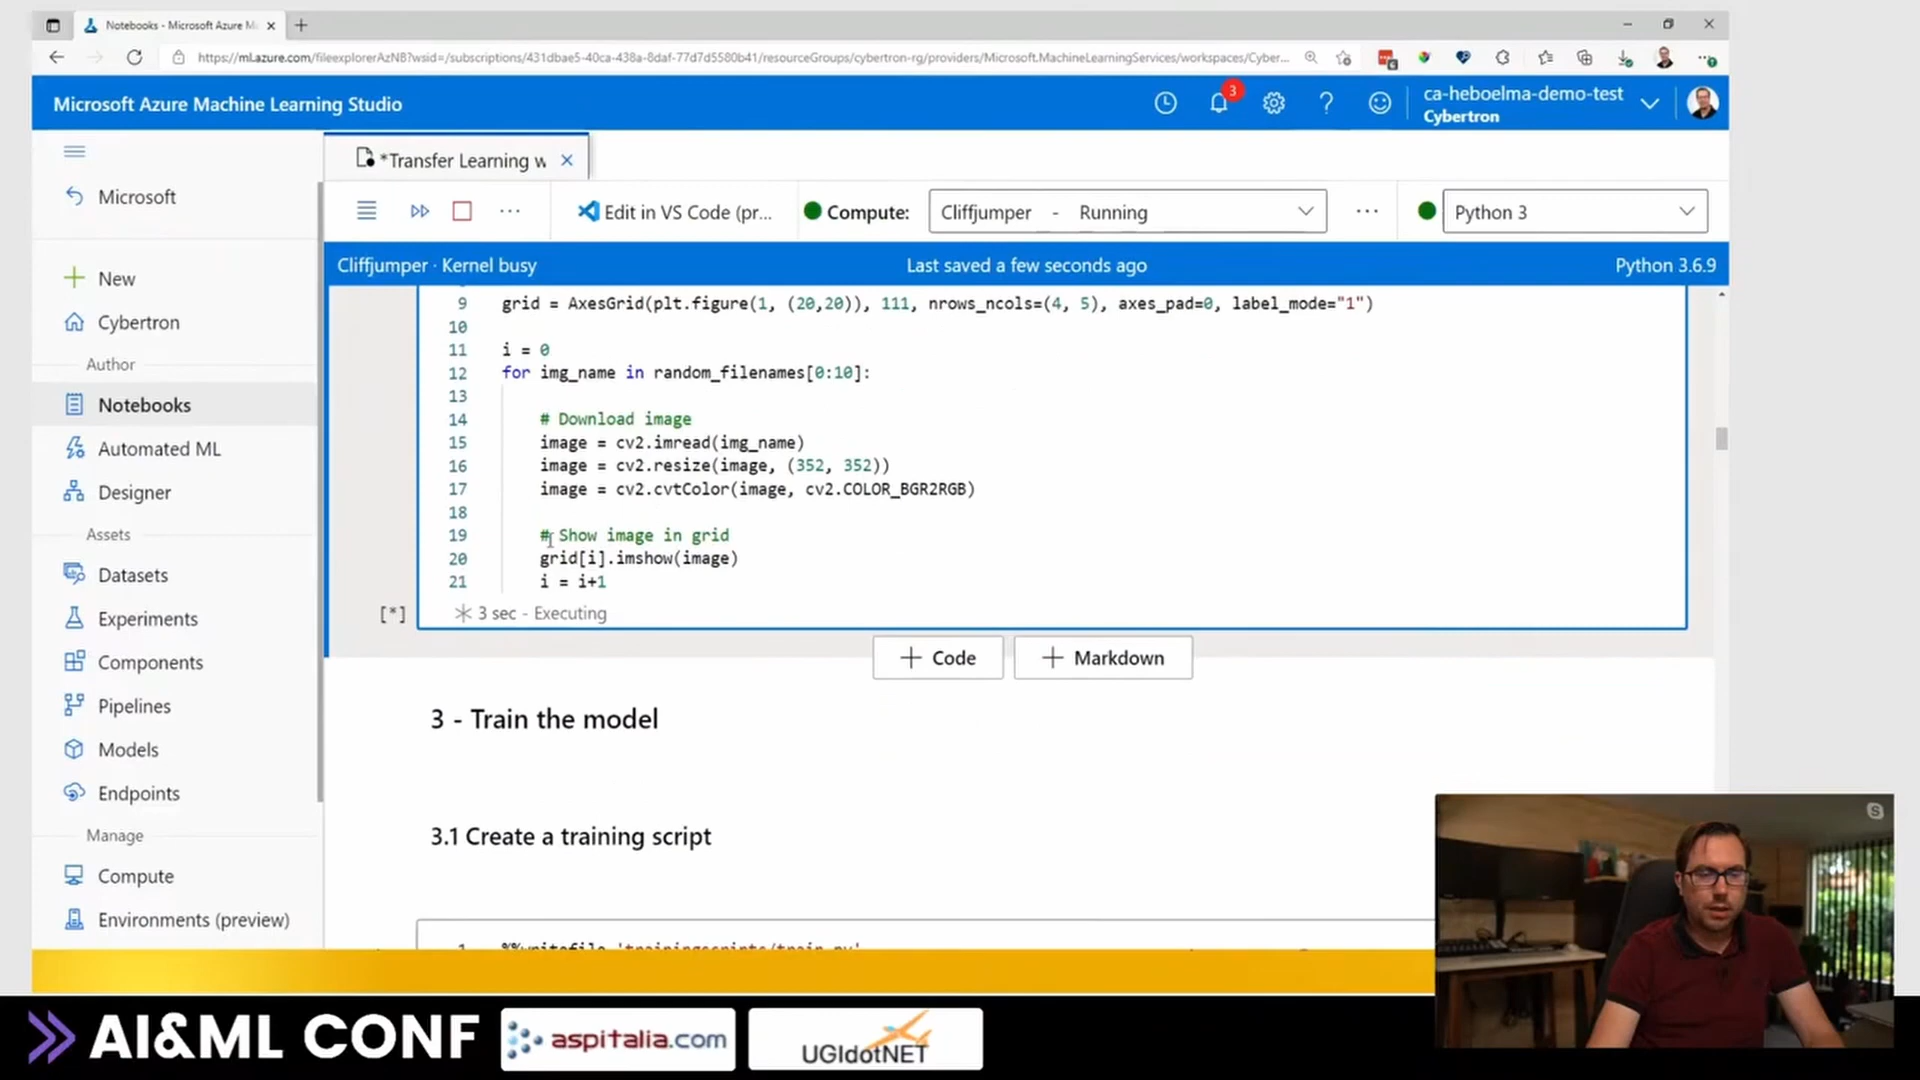 Notebooks - Microsoft Azure M
https://ml.azure.com/fileexplorerAzNB?wsid=/subscriptions/431dbae5-40ca-438a-8daf-77d7d5580b41/resourceGroups/cybertron-rg/providers/Microsoft.MachineLearningServices/workspaces/Cyber...
Microsoft Azure Machine Learning Studio
3
ca-heboelma-demo-test
Cybertron
Microsoft
New
Cybertron
Author
Notebooks
Automated ML
Designer
Assets
Datasets
Experiments
Components
Pipelines
Models
Endpoints
Manage
Compute
Environments (preview)
*Transfer Learning w
Edit in VS Code (pr...
Compute:
Cliffjumper - Running
Python 3
Cliffjumper · Kernel busy
Last saved a few seconds ago
Python 3.6.9
9 grid = AxesGrid(plt.figure(1, (20,20)), 111, nrows_ncols=(4, 5), axes_pad=0, label_mode="1")
10
11 i = 0
12 for img_name in random_filenames[0:10]:
13
14 # Download image
15 image = cv2.imread(img_name)
16 image = cv2.resize(image, (352, 352))
17 image = cv2.cvtColor(image, cv2.COLOR_BGR2RGB)
18
19 # Show image in grid
20 grid[i].imshow(image)
21 i = i+1
[*]
3 sec - Executing
+ Code
+ Markdown
3 - Train the model
3.1 Create a training script
1 %%writefile 'trainingscripts/train.py'
AI&ML CONF
aspitalia.com
UGIdotNET